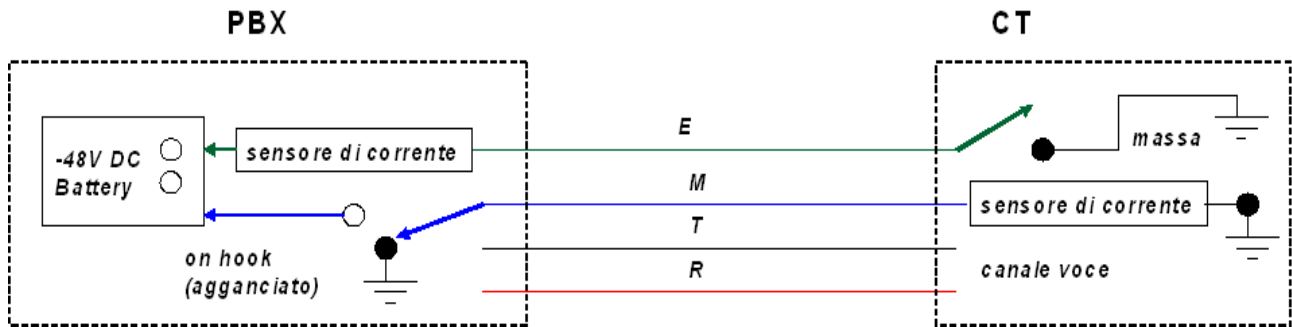 PBX
CT
E
-48V DC
Battery
sensore di corrente
massa
M
sensore di corrente
T
on hook
(agganciato)
R
canale voce